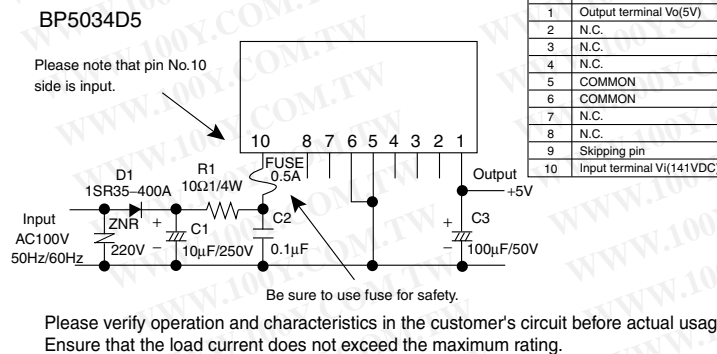 BP5034D5
Please note that pin No.10
side is input.
1 Output terminal Vo(5V)
2 N.C.
3 N.C.
4 N.C.
5 COMMON
6 COMMON
7 N.C.
8 N.C.
9 Skipping pin
10 Input terminal Vi(141VDC)
10 8 7 6 5 4 3 2 1
FUSE
0.5A
D1
1SR35–400A
R1
10Ω1/4W
Output
+5V
Input
AC100V
50Hz/60Hz
ZNR
220V
+
−
C1
10μF/250V
C2
0.1μF
+
−
C3
100μF/50V
Be sure to use fuse for safety.
Please verify operation and characteristics in the customer's circuit before actual usag
Ensure that the load current does not exceed the maximum rating.
WWW.100Y.COM.TW